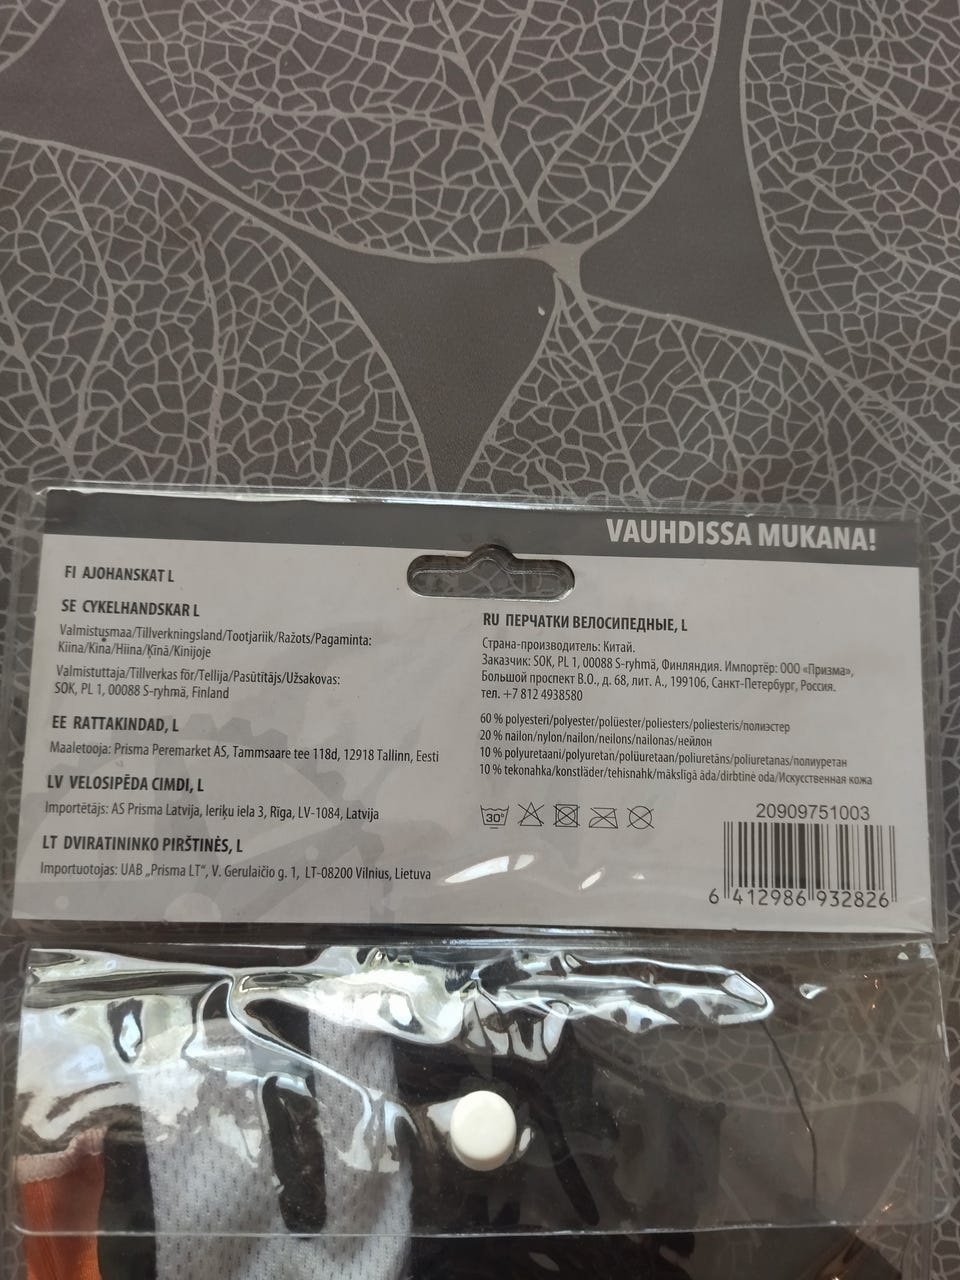 VAUHDISSA MUKANA!
FI AJOHANSKAT L
SE CYKELHANDSKAR L
Valmistusmaa/Tillverkningsland/Tootjariik/Ražots/Pagaminta:
Kiina/Kina/Hiina/Ķīnā/Kinijoje
Valmistuttaja/Tillverkas för/Tellija/Pasūtītājs/Užsakovas:
SOK, PL 1, 00088 S-ryhmä, Finland
EE RATTAKINDAD, L
Maaletooja: Prisma Peremarket AS, Tammsaare tee 118d, 12918 Tallinn, Eesti
LV VELOSIPĒDA CIMDI, L
Importētājs: AS Prisma Latvija, Ieriķu iela 3, Rīga, LV-1084, Latvija
LT DVIRATININKO PIRŠTINĖS, L
Importuotojas: UAB „Prisma LT“, V. Gerulaičio g. 1, LT-08200 Vilnius, Lietuva
RU ПЕРЧАТКИ ВЕЛОСИПЕДНЫЕ, L
Страна-производитель: Китай.
Заказчик: SOK, PL 1, 00088 S-ryhmä, Финляндия. Импортёр: ООО «Призма»,
Большой проспект В.О., д. 68, лит. А., 199106, Санкт-Петербург, Россия.
тел. +7 812 4938580
60 % polyesteri/polyester/polüester/poliesters/poliesteris/полиэстер
20 % nailon/nylon/nailon/neilons/nailonas/нейлон
10 % polyuretaani/polyuretan/polüuretaan/poliuretāns/poliuretanas/полиуретан
10 % tekonahka/konstläder/tehisnahk/mākslīgā āda/dirbtinė oda/Искусственная кожа
30°
20909751003
6 412986 932826